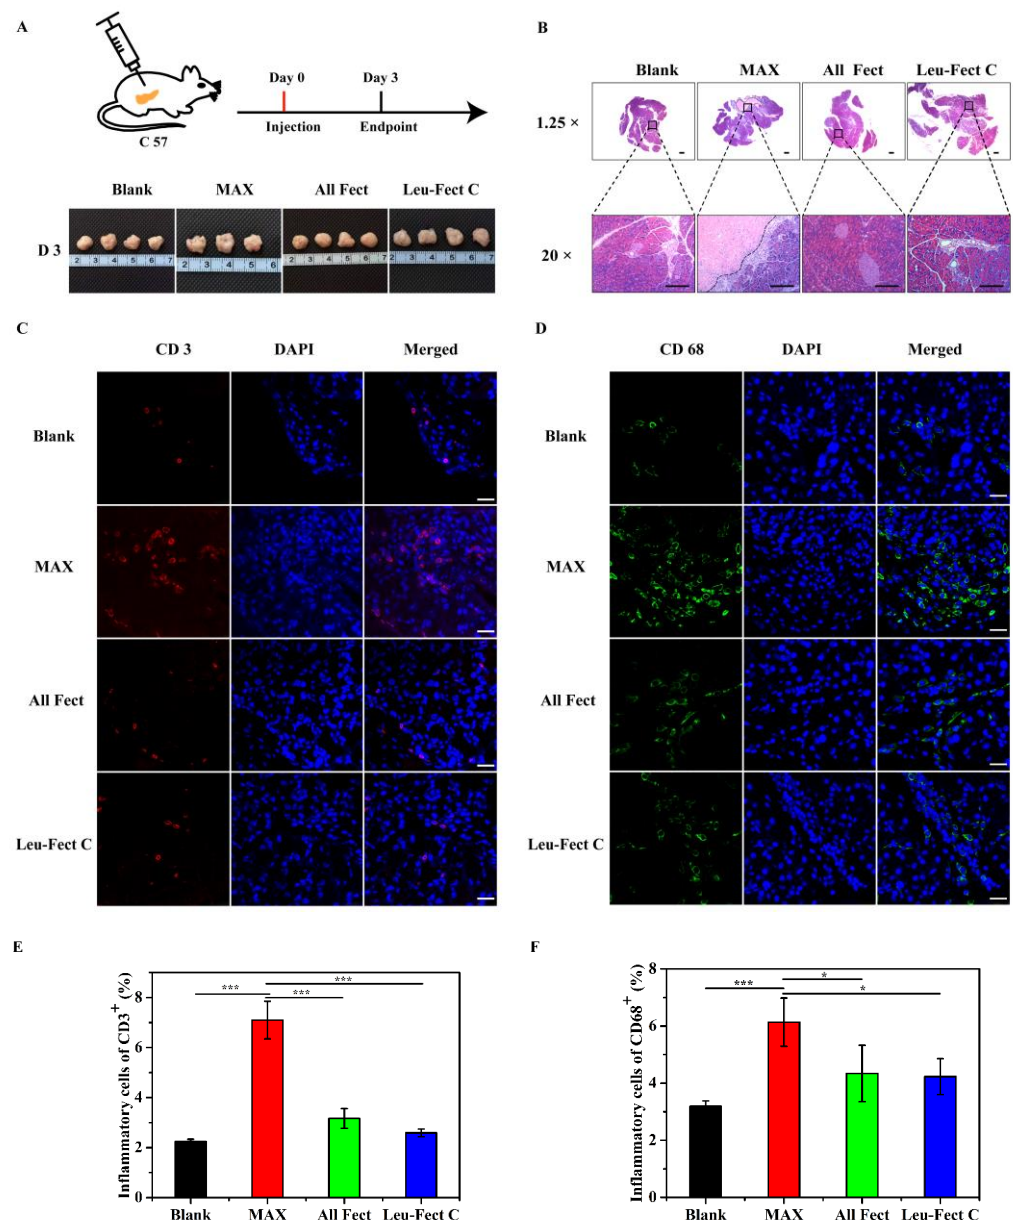 A
Day 0
Day 3
Injection
Endpoint
C 57
Blank
MAX
All Fect
Leu-Fect C
D 3
2 3 4 5 6 7
2 3 4 5 6
2 3 4 5 6 7
2 3 4 5 6 7
B
Blank
MAX
All Fect
Leu-Fect C
1.25 ×
20 ×
C
CD 3
DAPI
Merged
Blank
MAX
All Fect
Leu-Fect C
D
CD 68
DAPI
Merged
Blank
MAX
All Fect
Leu-Fect C
E
Inflammatory cells of CD3+ (%)
8
6
4
2
0
***
***
***
Blank
MAX
All Fect
Leu-Fect C
F
Inflammatory cells of CD68+ (%)
8
6
4
2
0
***
*
*
Blank
MAX
All Fect
Leu-Fect C